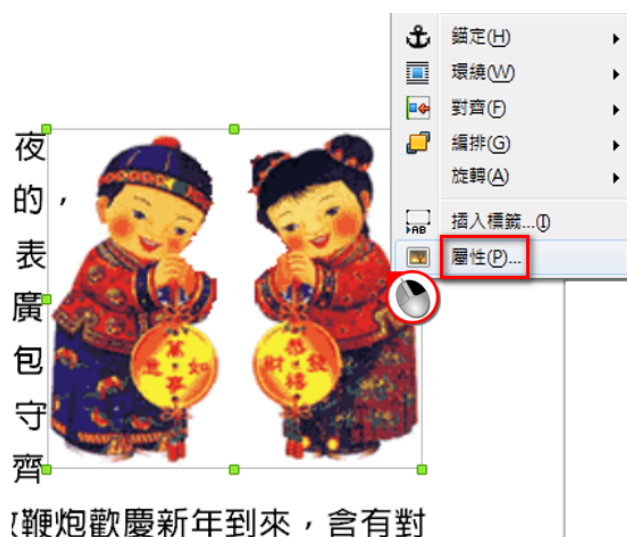 錨定(H)
環繞(W)
對齊(F)
編排(G)
旋轉(A)
插入標籤...(I)
屬性(P)...
夜
的，
表
廣
包
守
齊
鞭炮歡慶新年到來，含有對
萬事如意
恭禧發財